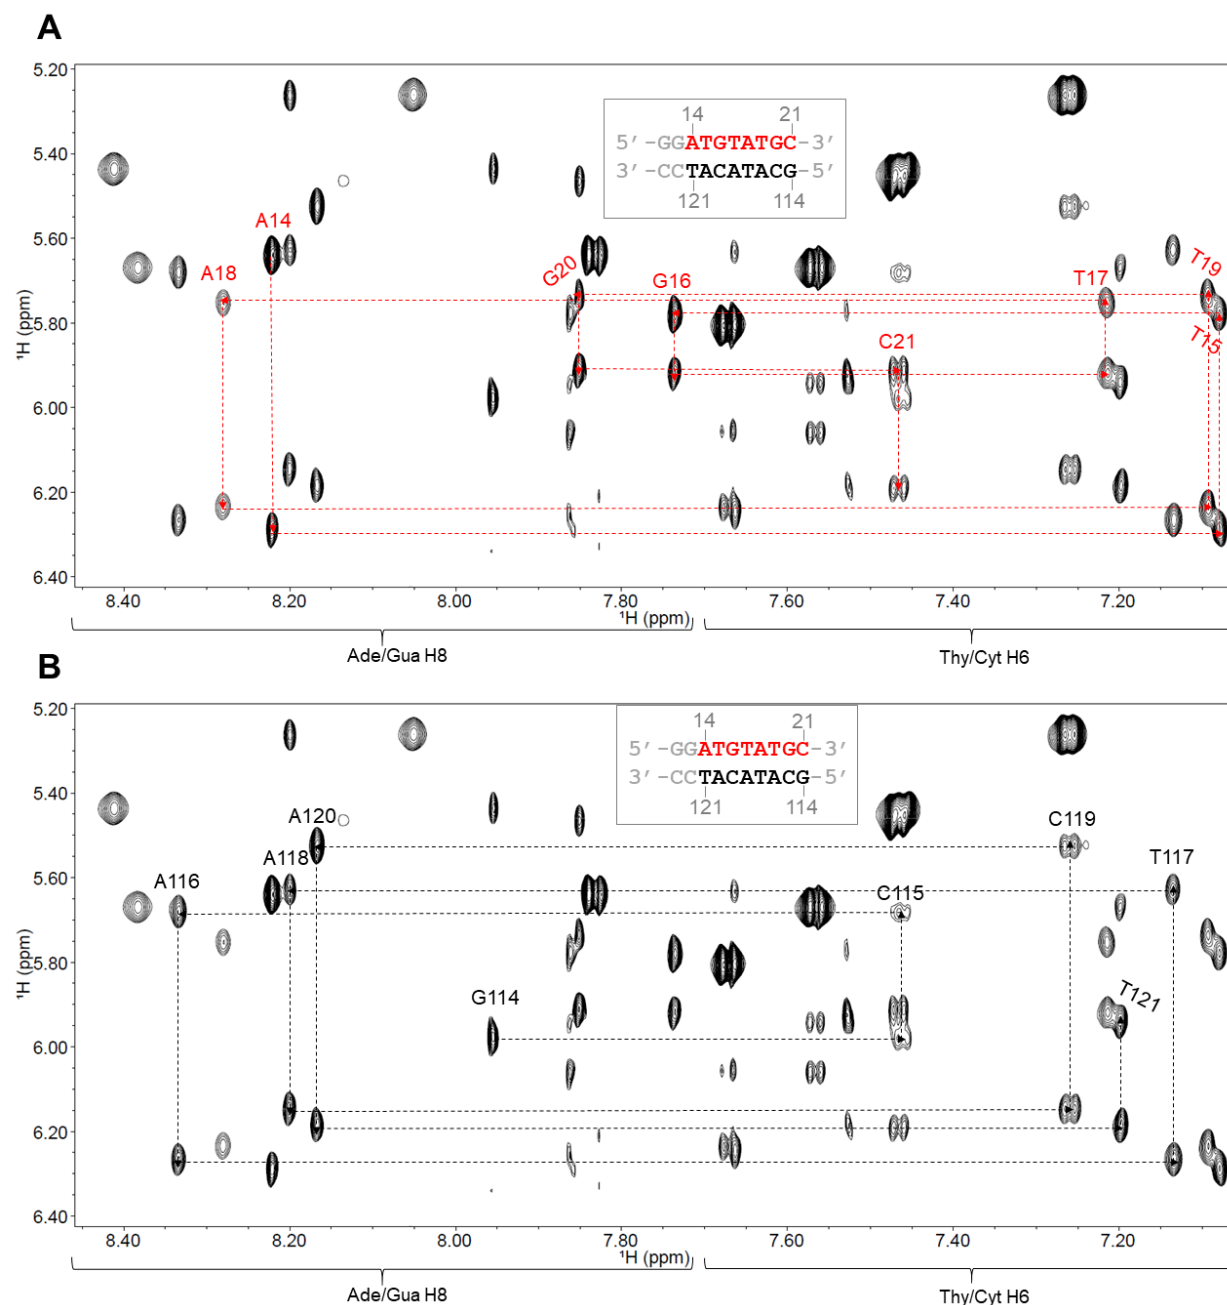 A
5.20
5.40
5.60
5.80
6.00
6.20
6.40
¹H (ppm)
14 21
5′ -GGATGTATGC-3′
3′ -CCTACATACG-5′
121 114
A14
A18
G20
G16
T17
T19
C21
T15
8.40 8.20 8.00 7.80 7.60 7.40 7.20
¹H (ppm)
Ade/Gua H8
Thy/Cyt H6
B
5.20
5.40
5.60
5.80
6.00
6.20
6.40
¹H (ppm)
14 21
5′ -GGATGTATGC-3′
3′ -CCTACATACG-5′
121 114
A120
C119
A118
T117
A116
C115
G114
T121
8.40 8.20 8.00 7.80 7.60 7.40 7.20
¹H (ppm)
Ade/Gua H8
Thy/Cyt H6